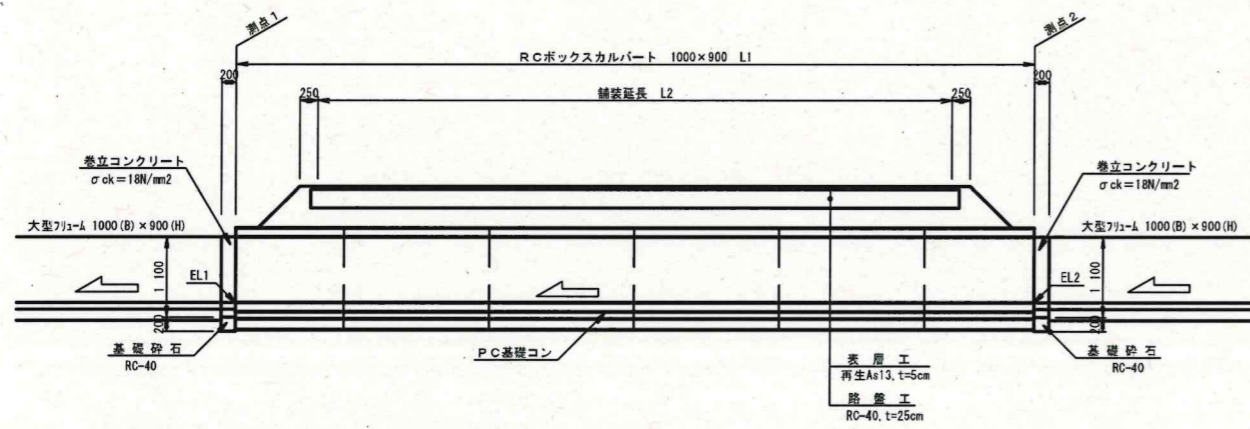 測点1
測点2
RCボックスカルバート 1000×900 L1
200
200
250
舗装延長 L2
250
巻立コンクリート
σck=18N/mm2
巻立コンクリート
σck=18N/mm2
大型フリューム 1000(B)×900(H)
大型フリューム 1000(B)×900(H)
1 100
1 100
EL1
EL2
200
200
基礎砕石
RC-40
PC基礎コン
表層工
再生As13, t=5cm
路盤工
RC-40, t=25cm
基礎砕石
RC-40